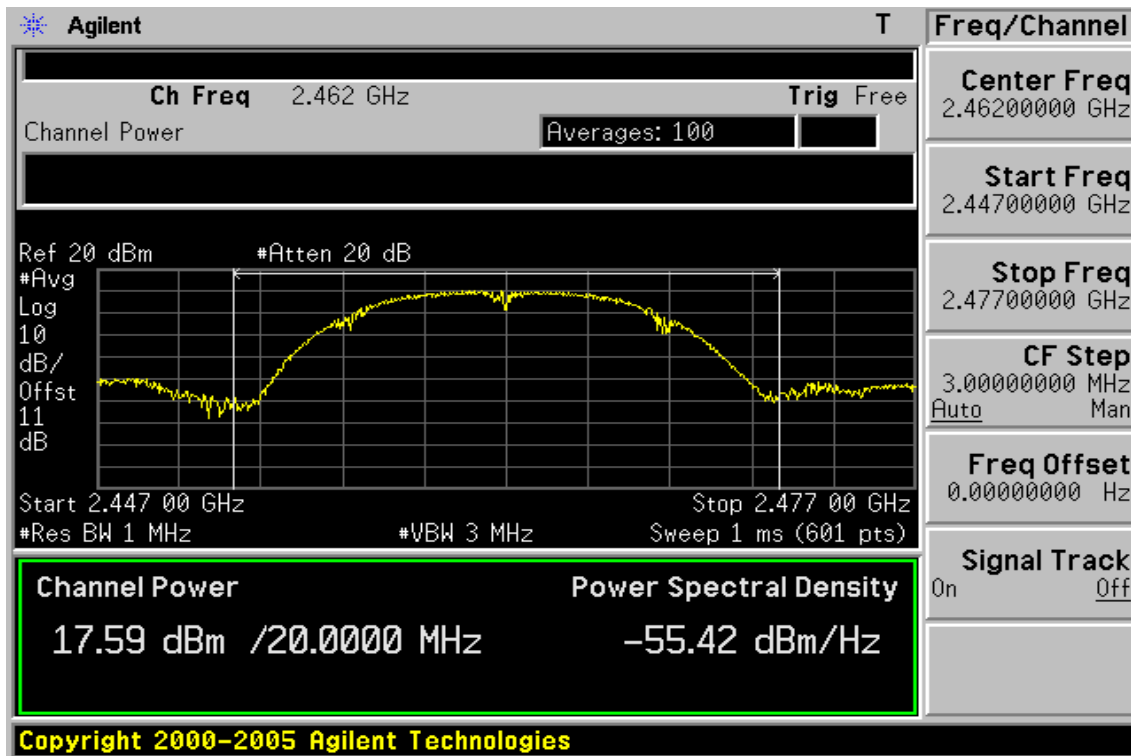 Agilent T
Ch Freq 2.462 GHz Trig Free
Channel Power Averages: 100
Ref 20 dBm #Atten 20 dB
#Avg
Log
10
dB/
Offst
11
dB
Start 2.447 00 GHz Stop 2.477 00 GHz
#Res BW 1 MHz #VBW 3 MHz Sweep 1 ms (601 pts)
Channel Power Power Spectral Density
17.59 dBm /20.0000 MHz -55.42 dBm/Hz
Copyright 2000-2005 Agilent Technologies
Freq/Channel
Center Freq
2.46200000 GHz
Start Freq
2.44700000 GHz
Stop Freq
2.47700000 GHz
CF Step
3.00000000 MHz
Auto Man
Freq Offset
0.00000000 Hz
Signal Track
On Off